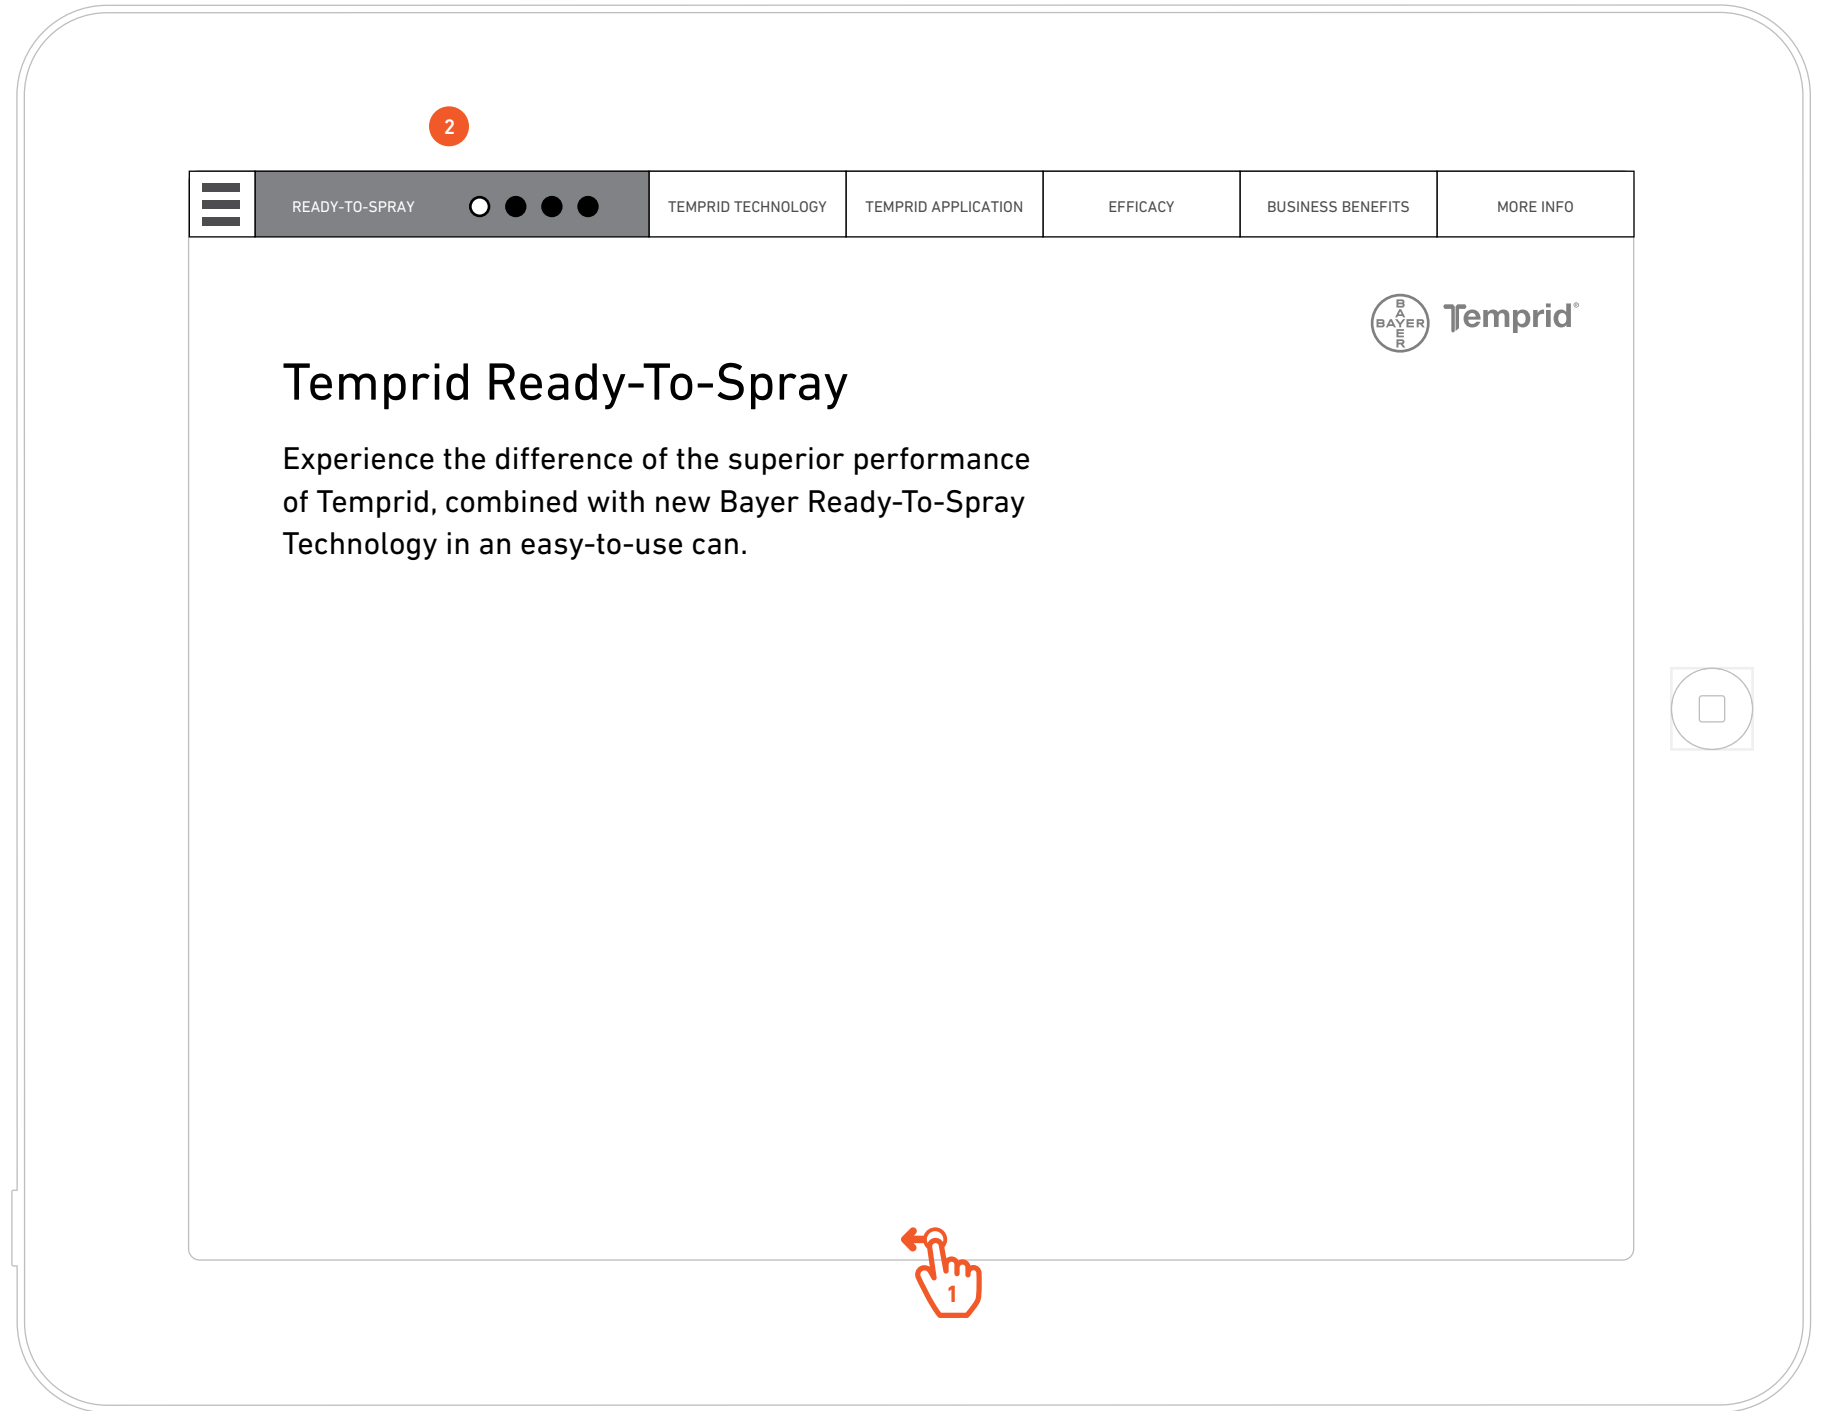 2
READY-TO-SPRAY
TEMPRID TECHNOLOGY
TEMPRID APPLICATION
EFFICACY
BUSINESS BENEFITS
MORE INFO
BAYER
BAYER
Temprid®
Temprid Ready-To-Spray
Experience the difference of the superior performance
of Temprid, combined with new Bayer Ready-To-Spray
Technology in an easy-to-use can.
1